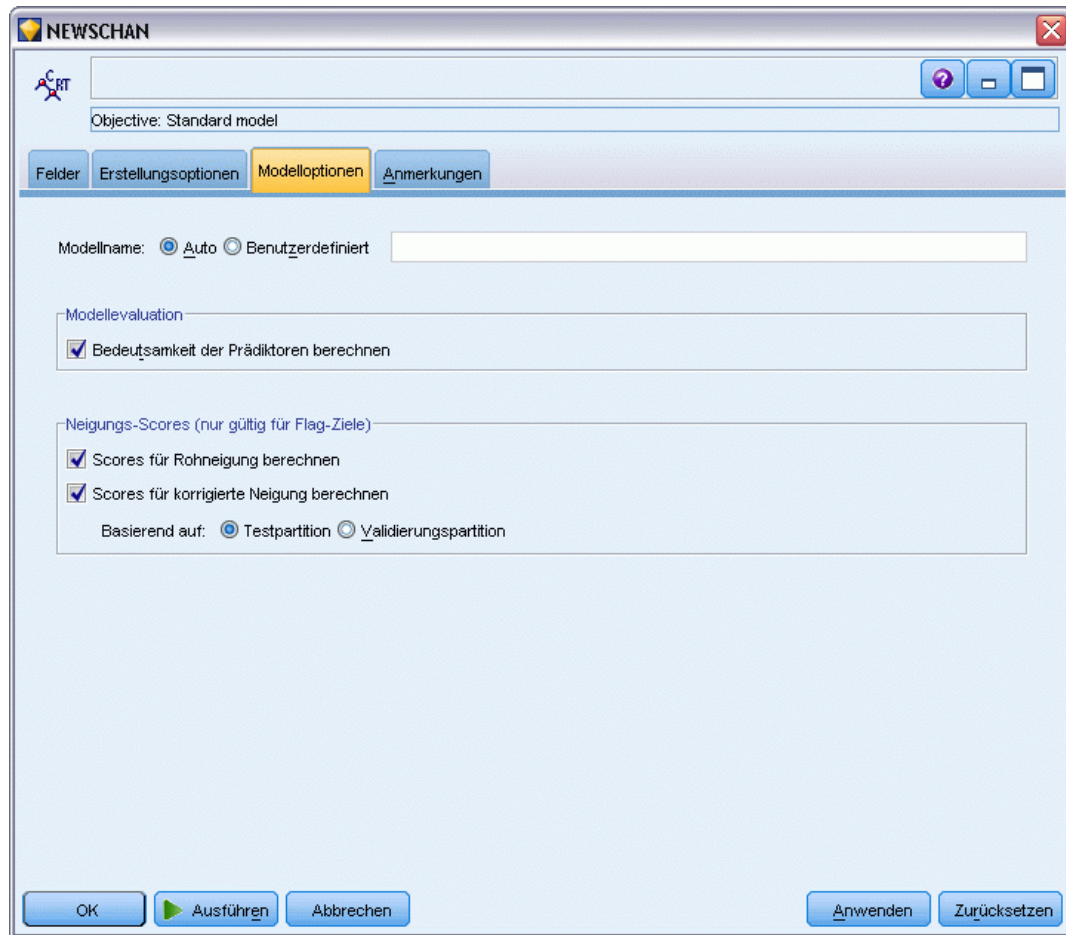 NEWSCHAN
C RT
Objective: Standard model
Felder Erstellungsoptionen Modelloptionen Anmerkungen
Modellname: Auto Benutzerdefiniert
Modellevaluation
Bedeutsamkeit der Prädiktoren berechnen
Neigungs-Scores (nur gültig für Flag-Ziele)
Scores für Rohneigung berechnen
Scores für korrigierte Neigung berechnen
Basierend auf: Testpartition Validierungspartition
OK Ausführen Abbrechen Anwenden Zurücksetzen